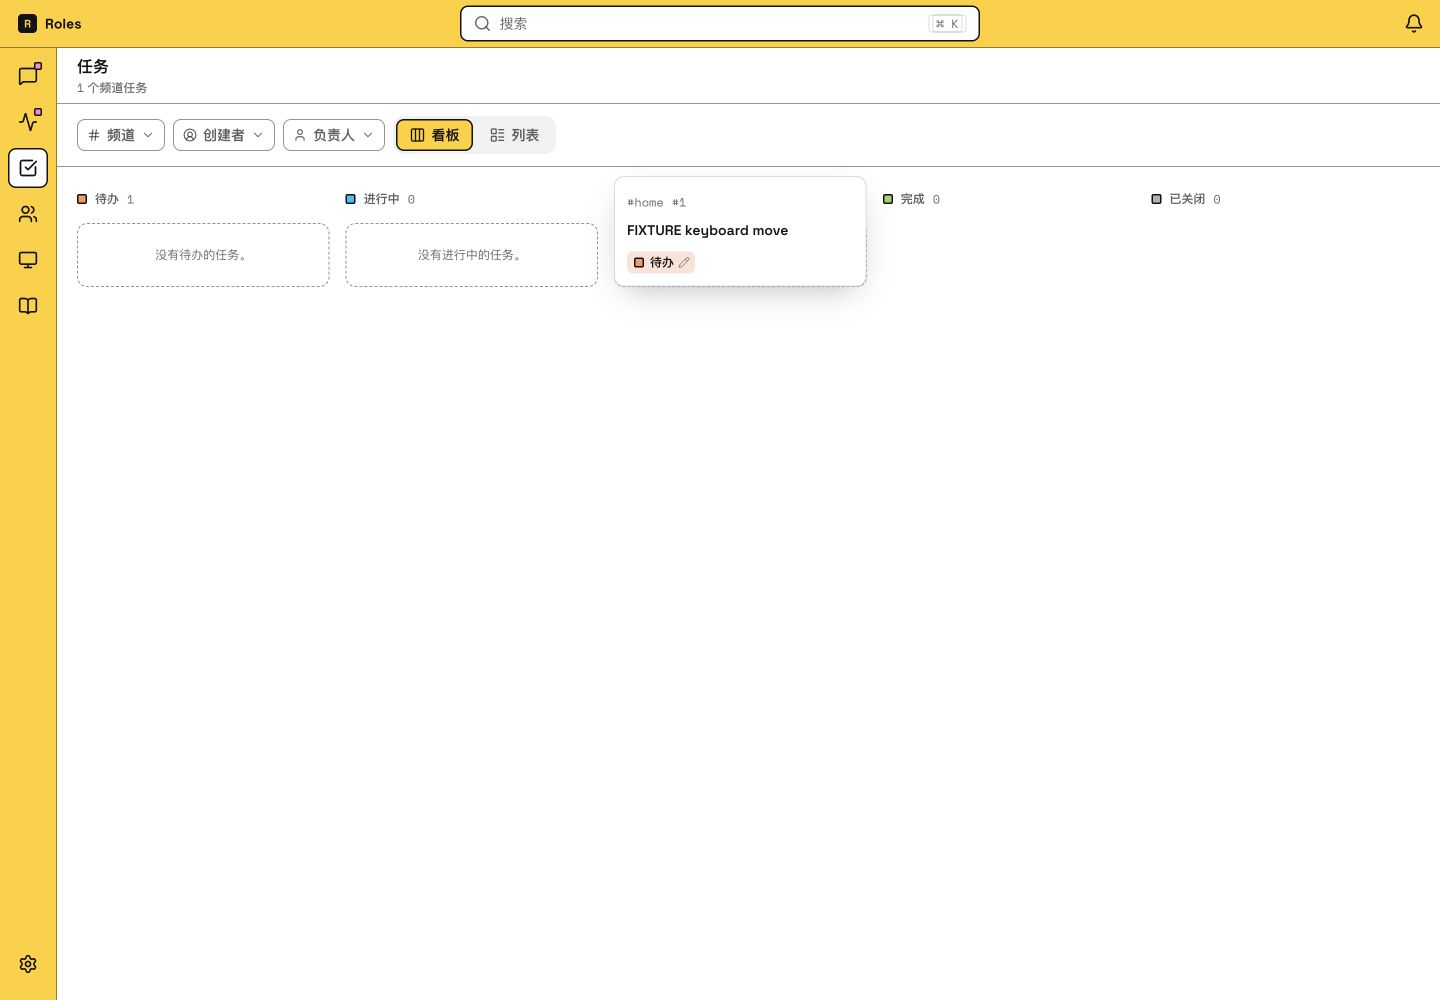 R Roles
搜索
⌘ K
任务
1 个频道任务
频道
创建者
负责人
看板
列表
待办 1
没有待办的任务。
进行中 0
没有进行中的任务。
#home #1
FIXTURE keyboard move
待办
完成 0
已关闭 0